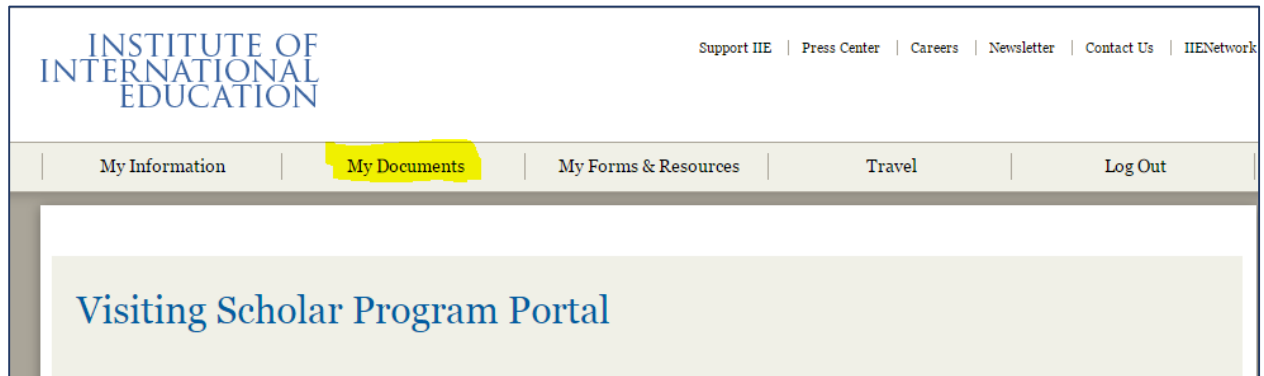 INSTITUTE OF
INTERNATIONAL
EDUCATION
Support IIE | Press Center | Careers | Newsletter | Contact Us | IIENetwork
My Information | My Documents | My Forms & Resources | Travel | Log Out
Visiting Scholar Program Portal